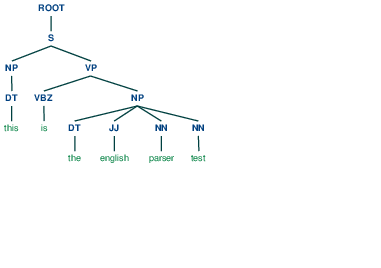 ROOT
S
NP VP
DT VBZ NP
this is DT JJ NN NN
the english parser test